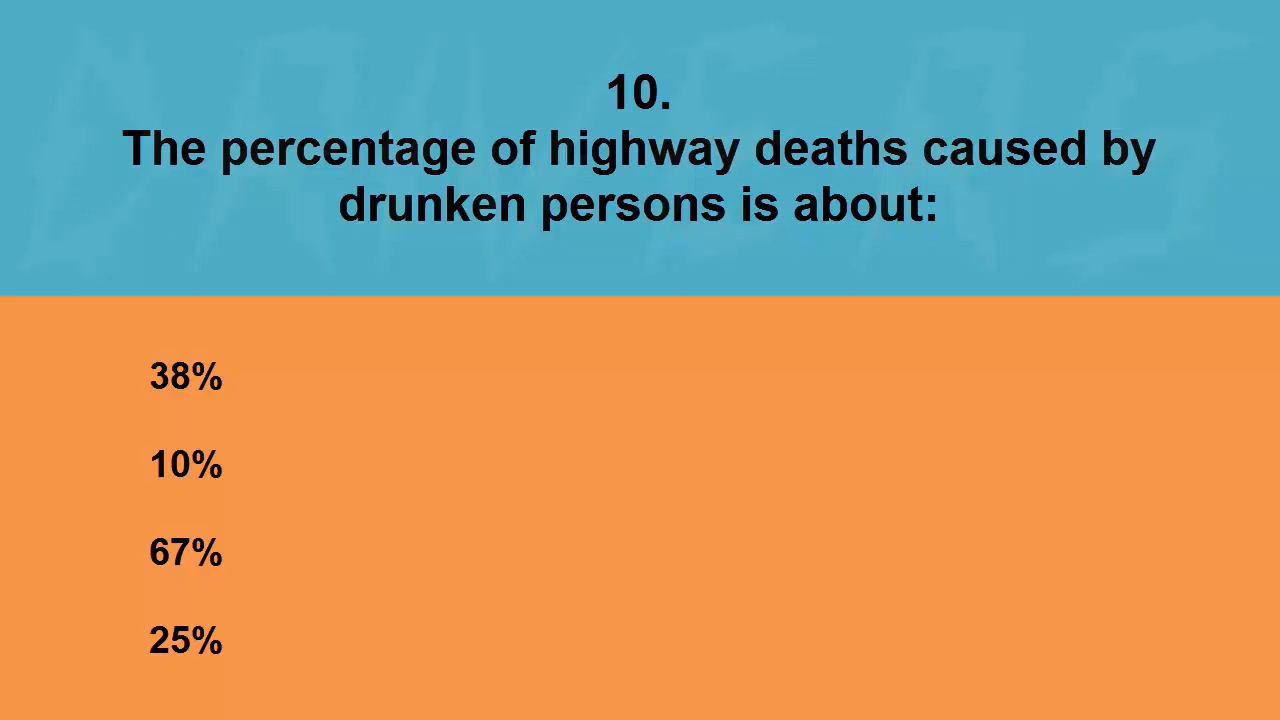 10.
The percentage of highway deaths caused by
drunken persons is about:
38%
10%
67%
25%